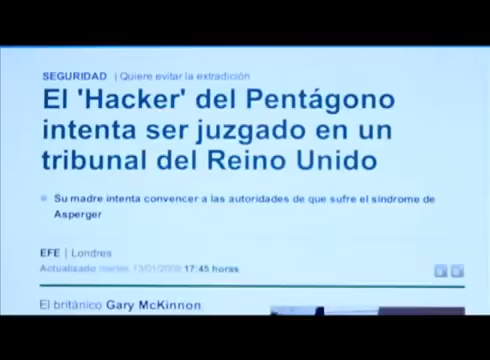 SEGURIDAD | Quiere evitar la extradición
El 'Hacker' del Pentágono
intenta ser juzgado en un
tribunal del Reino Unido
Su madre intenta convencer a las autoridades de que sufre el síndrome de
Asperger
EFE | Londres
Actualizado martes 13/01/2009 17:45 horas
El británico Gary McKinnon